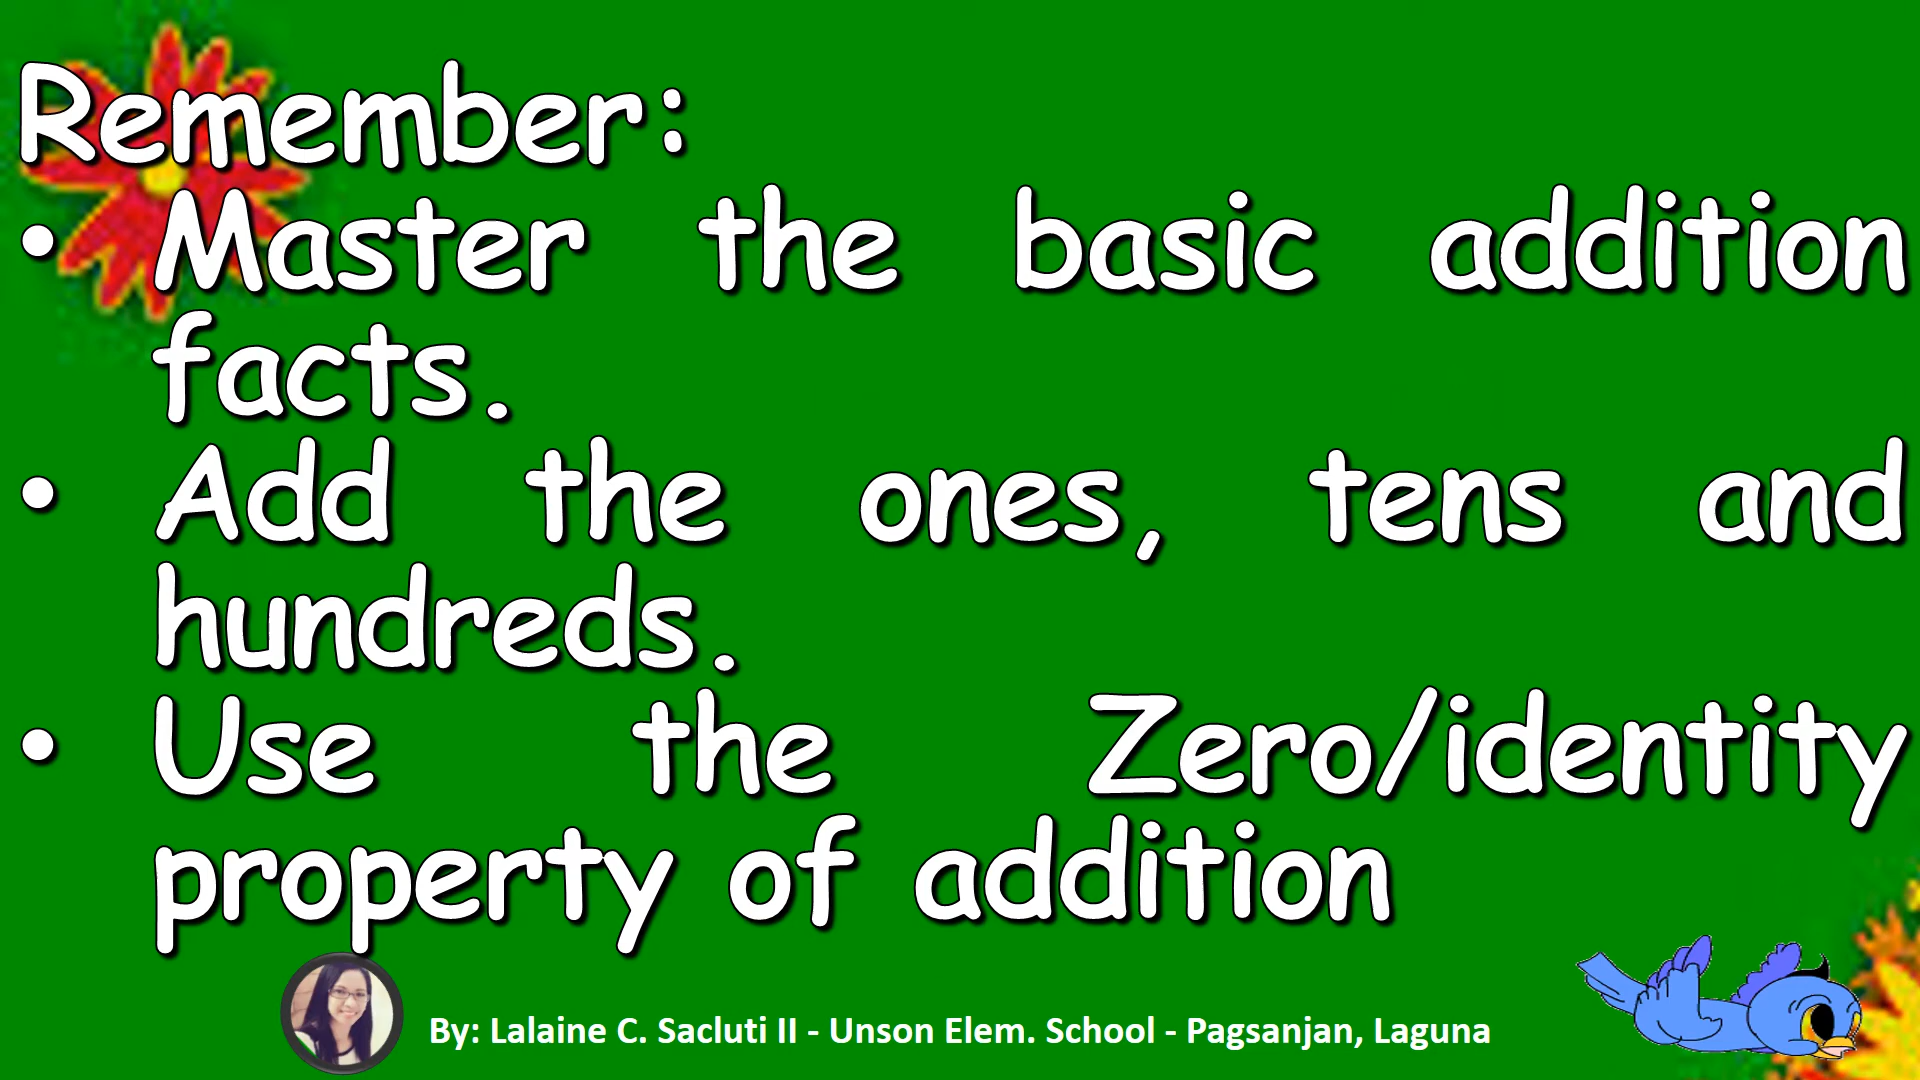 Remember:
• Master the basic addition
facts.
• Add the ones, tens and
hundreds.
• Use the Zero/identity
property of addition
By: Lalaine C. Sacluti II - Unson Elem. School - Pagsanjan, Laguna